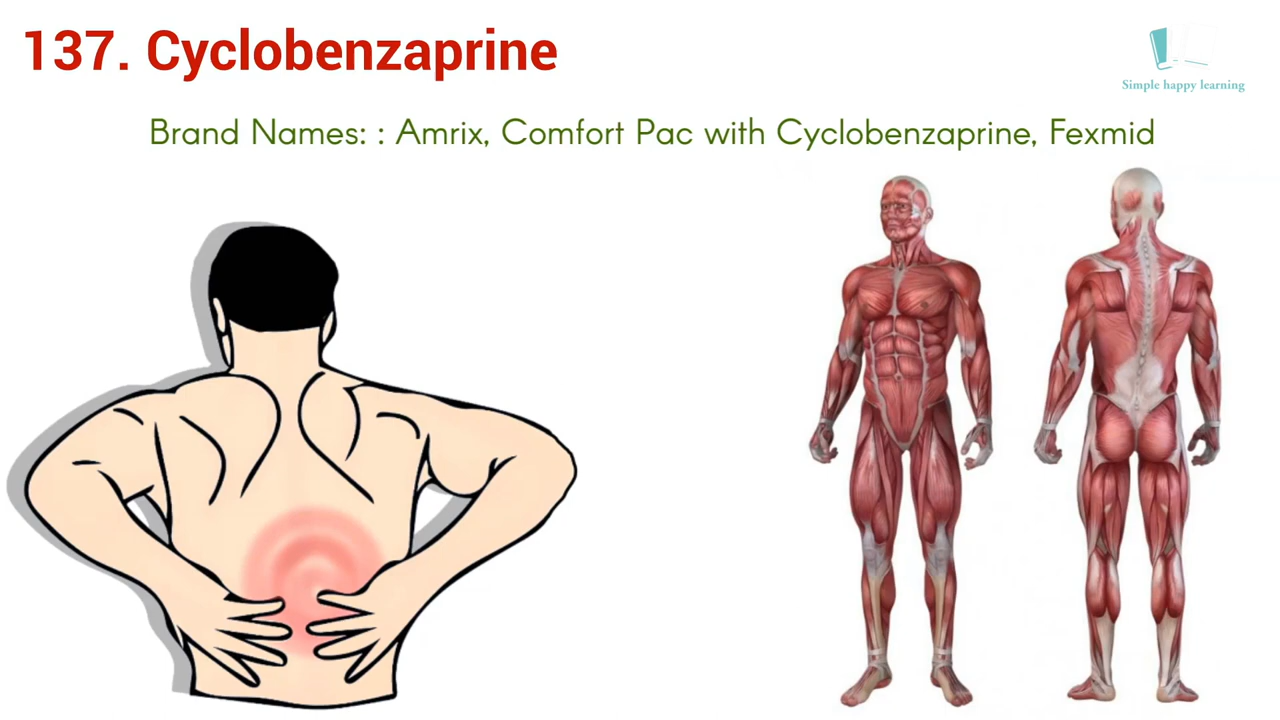 137. Cyclobenzaprine
Simple happy learning
Brand Names: : Amrix, Comfort Pac with Cyclobenzaprine, Fexmid